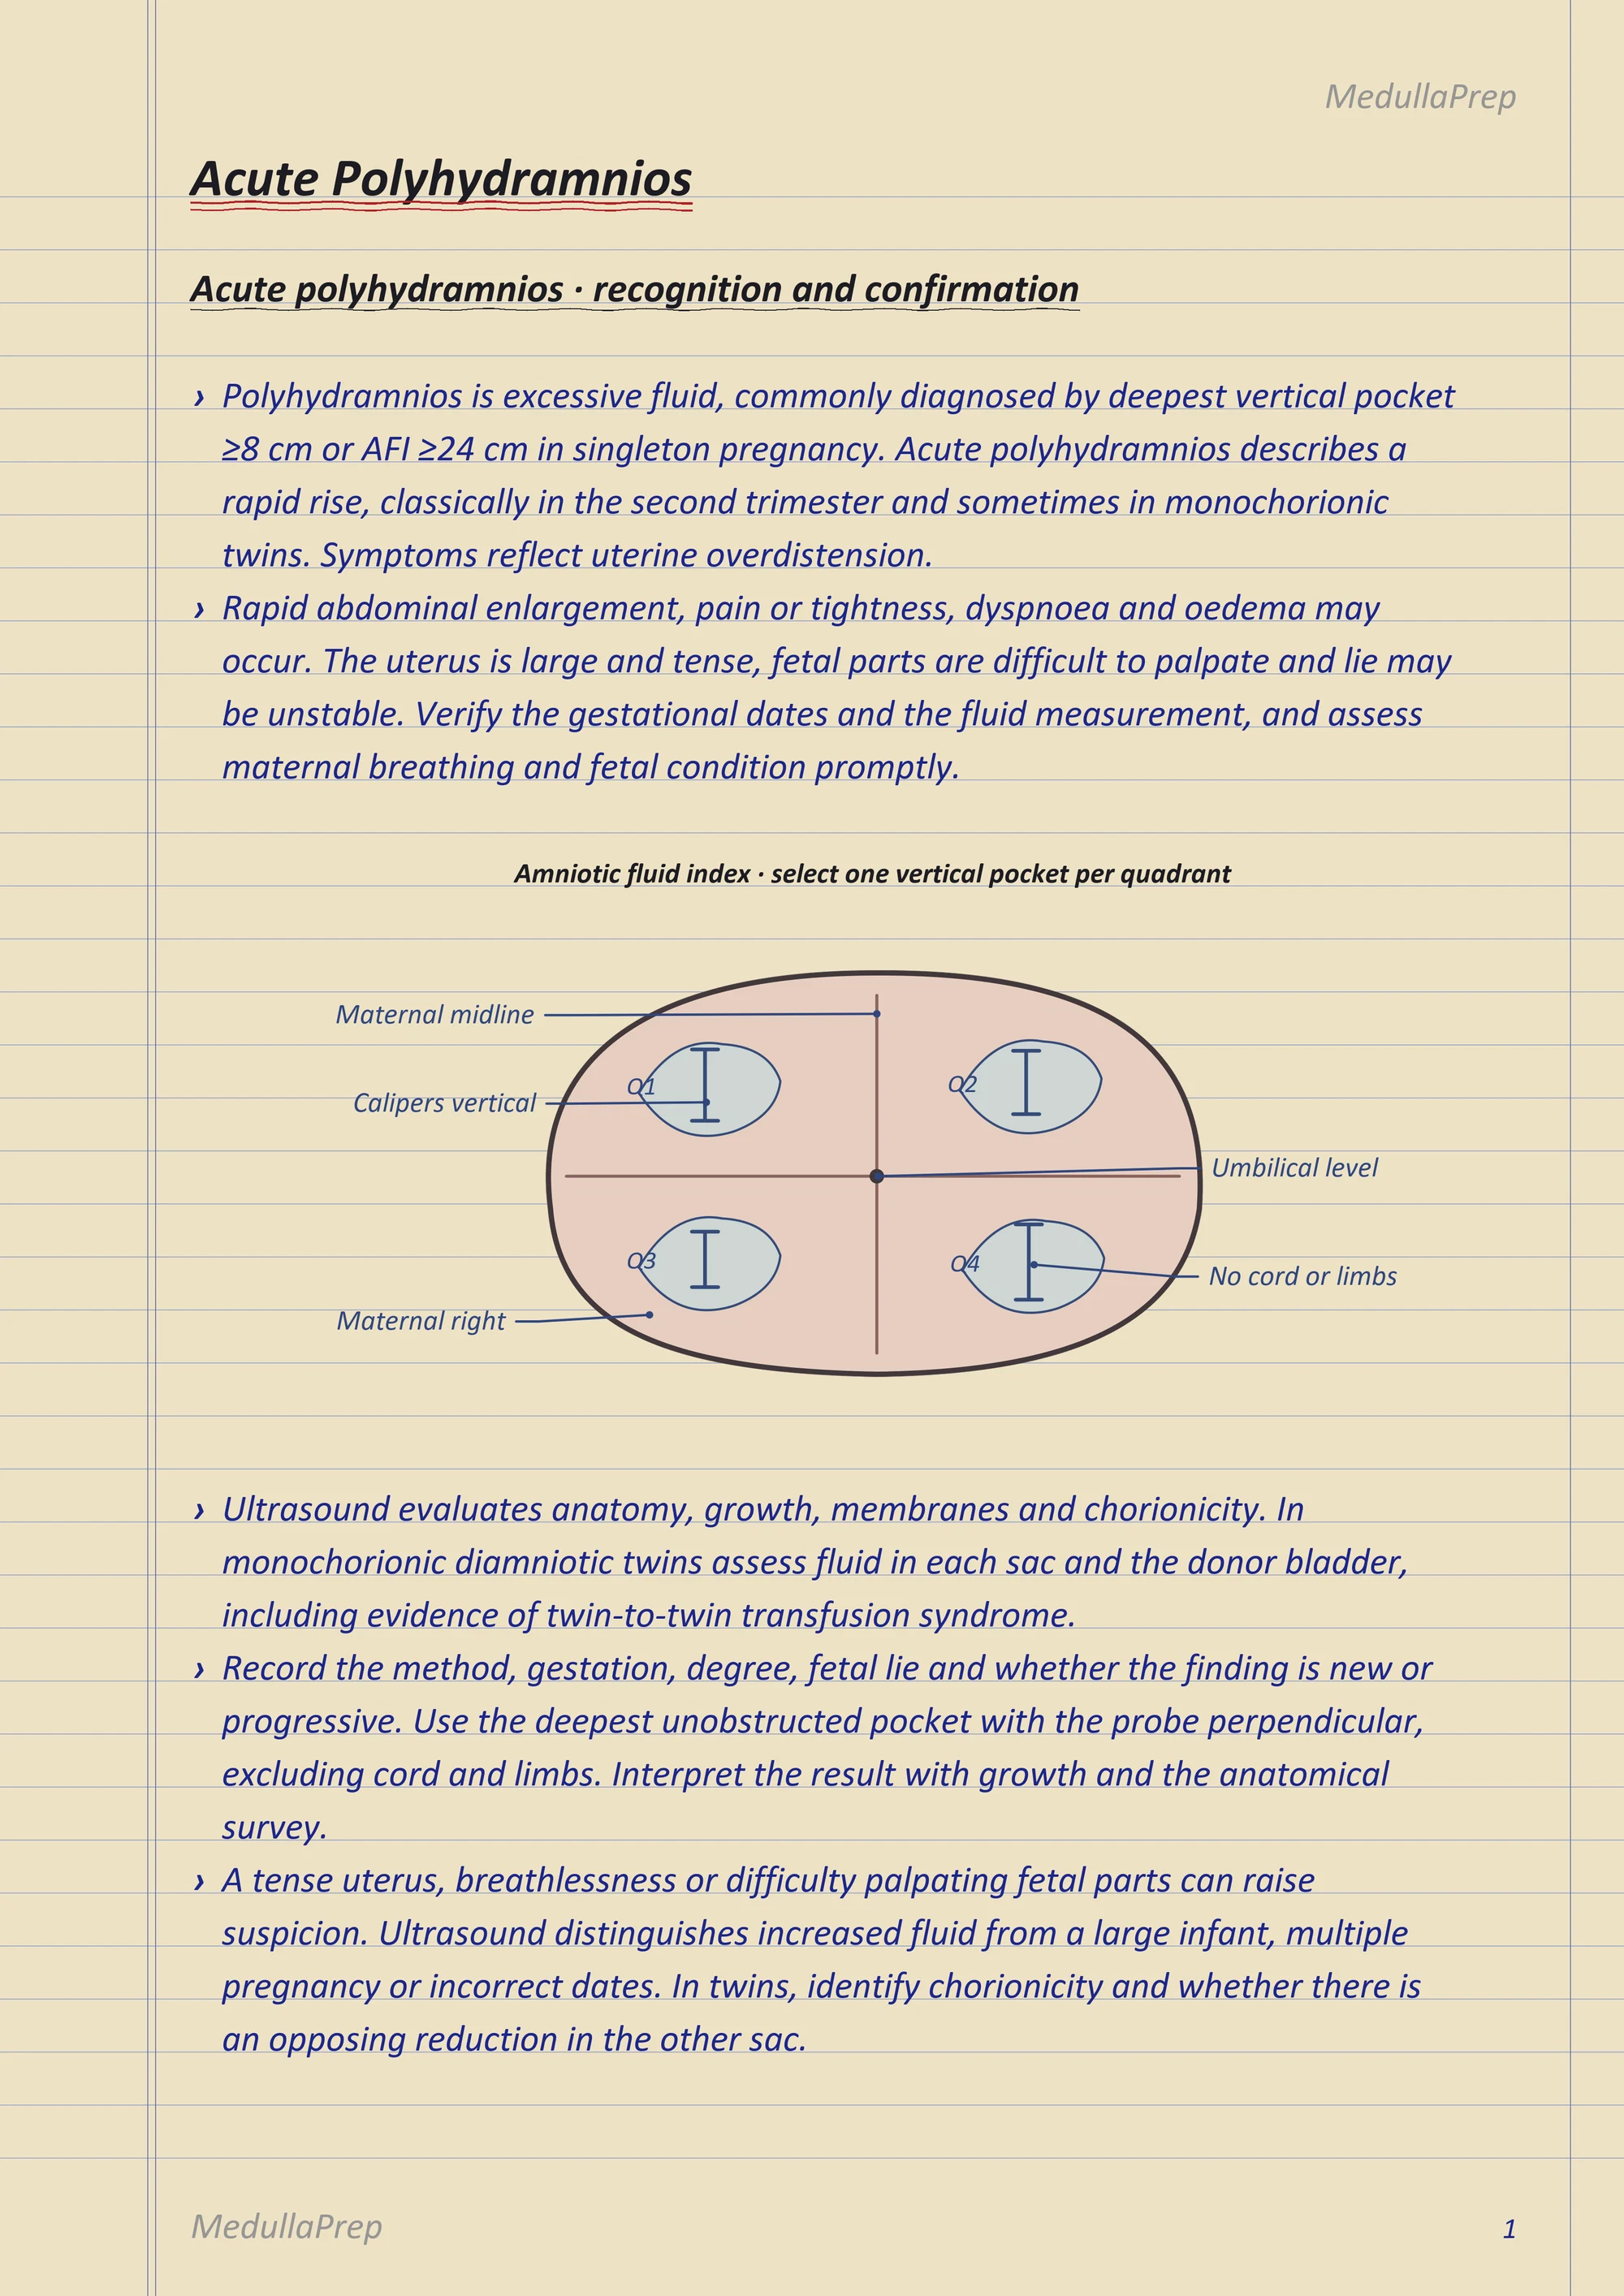 MedullaPrep
Acute Polyhydramnios
Acute polyhydramnios · recognition and confirmation
› Polyhydramnios is excessive fluid, commonly diagnosed by deepest vertical pocket
≥8 cm or AFI ≥24 cm in singleton pregnancy. Acute polyhydramnios describes a
rapid rise, classically in the second trimester and sometimes in monochorionic
twins. Symptoms reflect uterine overdistension.
› Rapid abdominal enlargement, pain or tightness, dyspnoea and oedema may
occur. The uterus is large and tense, fetal parts are difficult to palpate and lie may
be unstable. Verify the gestational dates and the fluid measurement, and assess
maternal breathing and fetal condition promptly.
Amniotic fluid index · select one vertical pocket per quadrant
Maternal midline
Q1
Q2
Calipers vertical
Umbilical level
Q3
Q4
No cord or limbs
Maternal right
› Ultrasound evaluates anatomy, growth, membranes and chorionicity. In
monochorionic diamniotic twins assess fluid in each sac and the donor bladder,
including evidence of twin-to-twin transfusion syndrome.
› Record the method, gestation, degree, fetal lie and whether the finding is new or
progressive. Use the deepest unobstructed pocket with the probe perpendicular,
excluding cord and limbs. Interpret the result with growth and the anatomical
survey.
› A tense uterus, breathlessness or difficulty palpating fetal parts can raise
suspicion. Ultrasound distinguishes increased fluid from a large infant, multiple
pregnancy or incorrect dates. In twins, identify chorionicity and whether there is
an opposing reduction in the other sac.
MedullaPrep
1